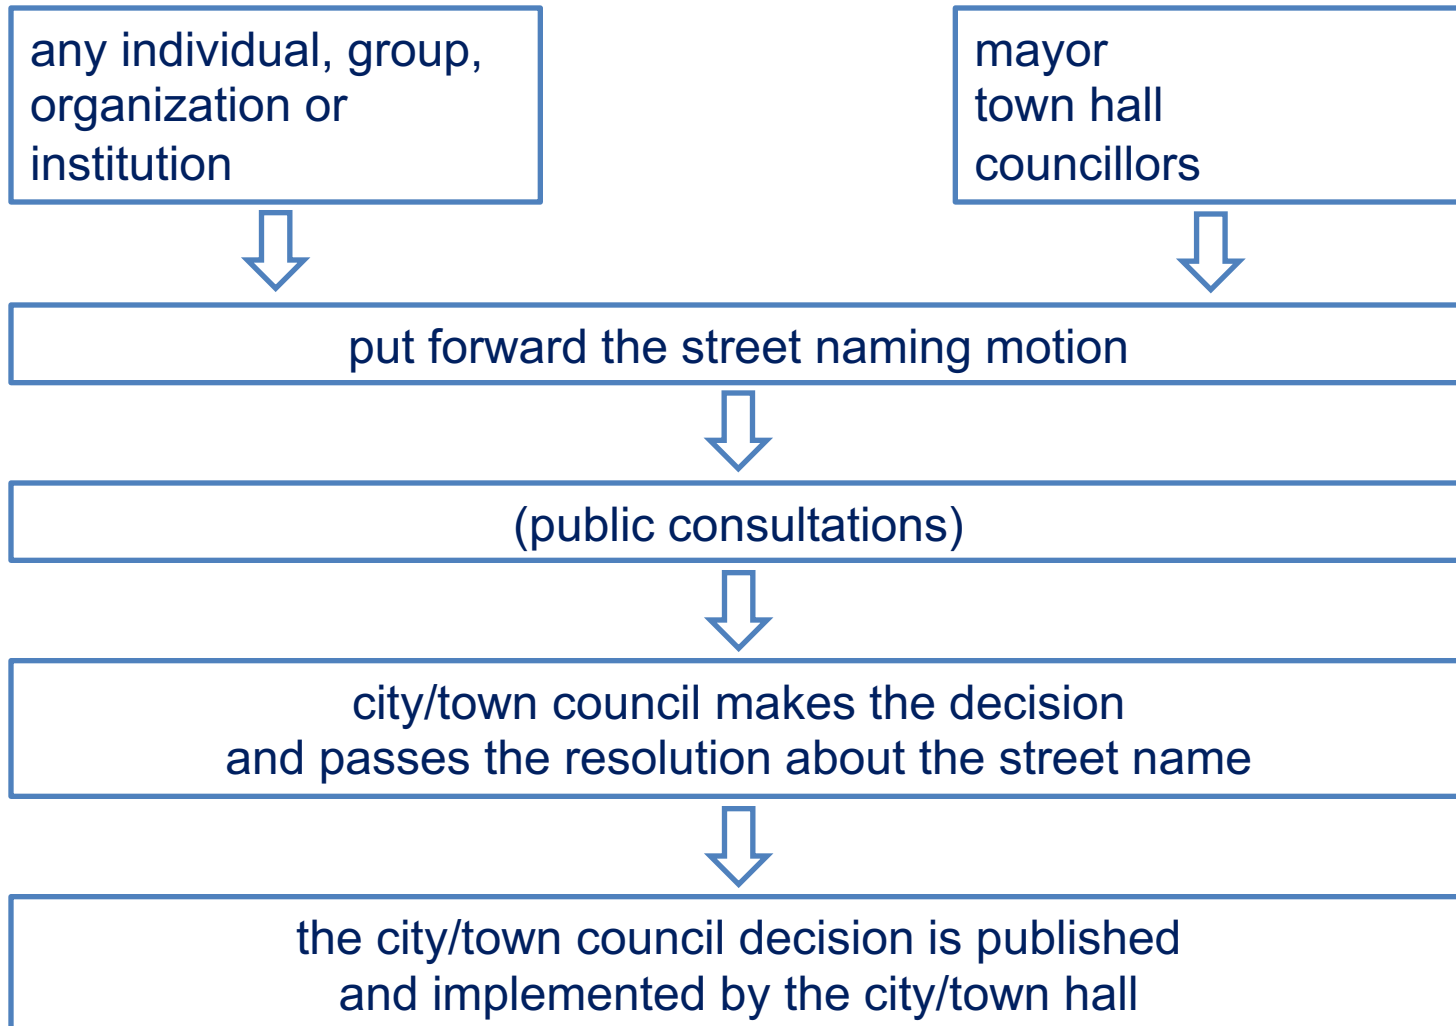 any individual, group,
organization or
institution
mayor
town hall
councillors
put forward the street naming motion
(public consultations)
city/town council makes the decision
and passes the resolution about the street name
the city/town council decision is published
and implemented by the city/town hall